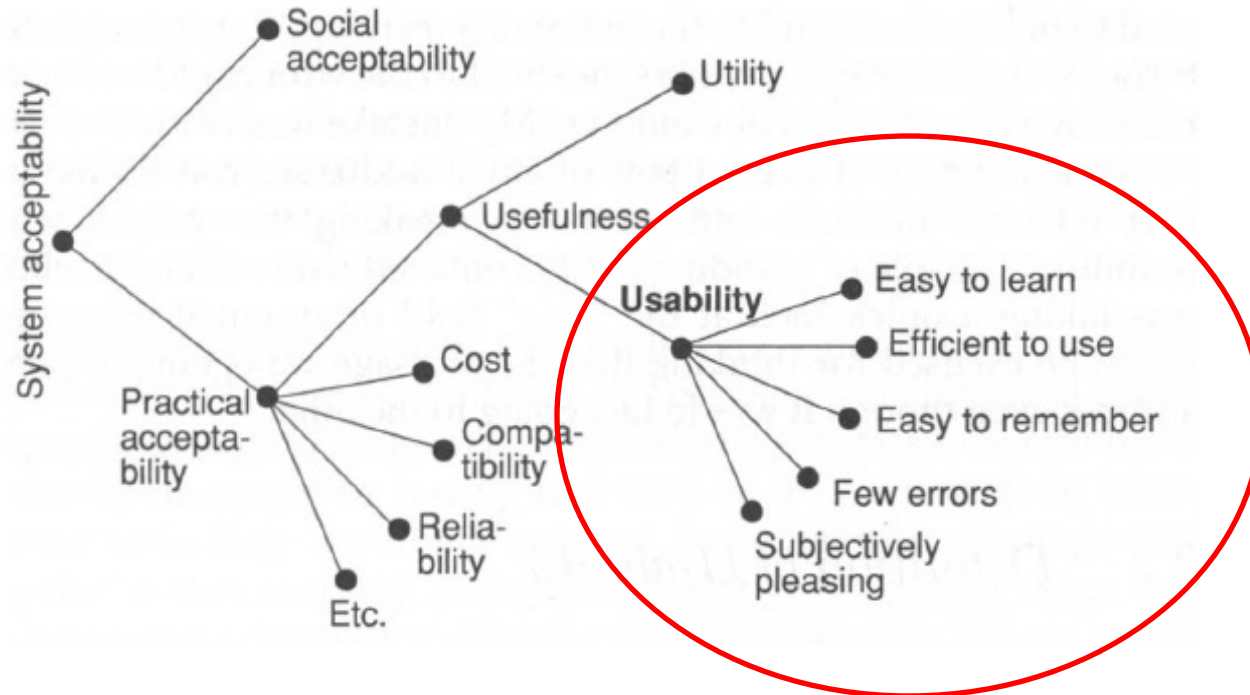 Social
acceptability
Utility
System acceptability
Usefulness
Usability
Easy to learn
Efficient to use
Cost
Practical
accepta-
bility
Easy to remember
Compa-
tibility
Few errors
Relia-
bility
Subjectively
pleasing
Etc.